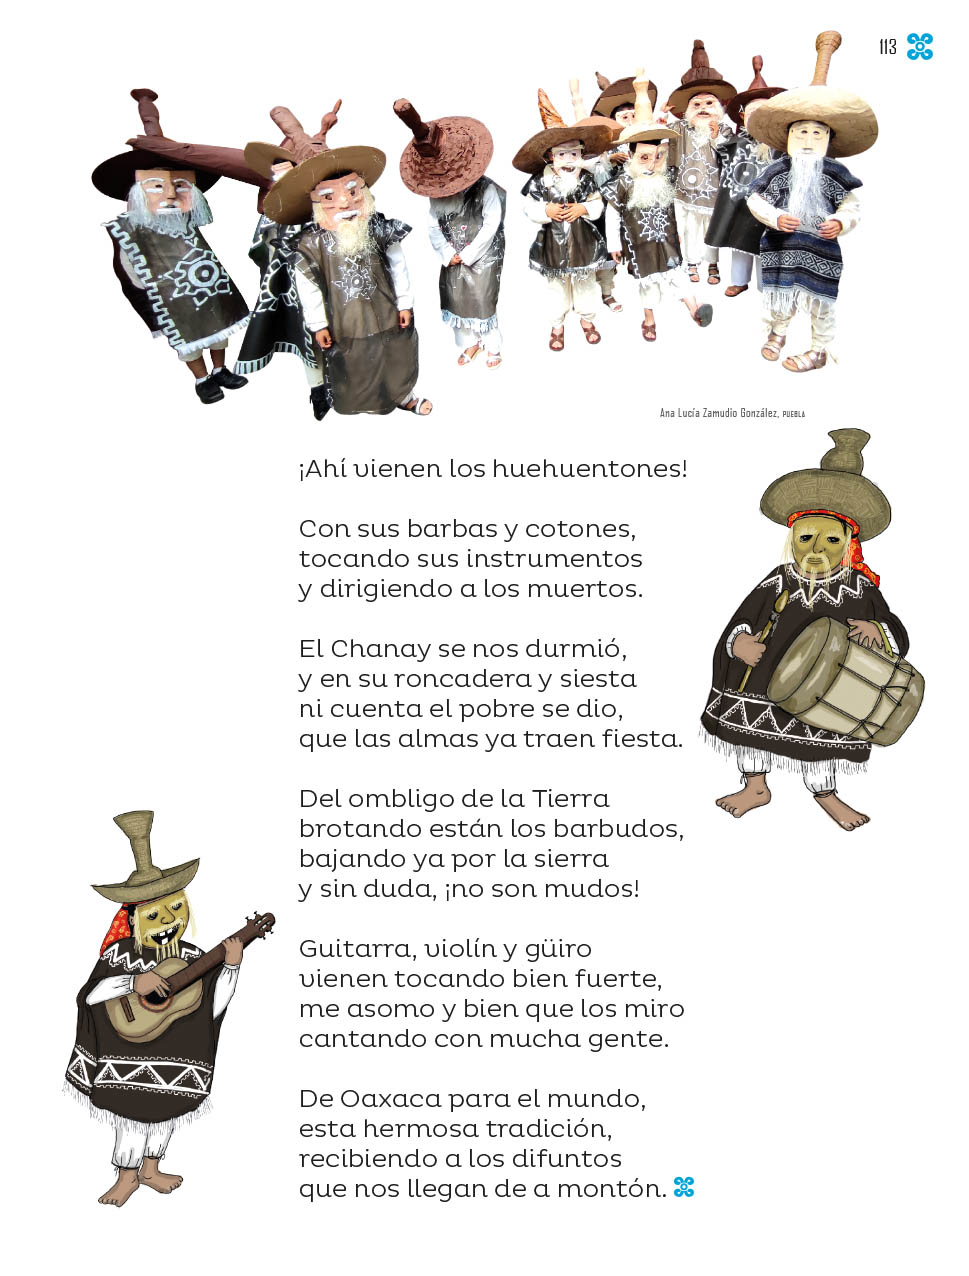 113
Ana Lucía Zamudio González, PUEBLA
¡Ahí vienen los huehuentones!
Con sus barbas y cotones,
tocando sus instrumentos
y dirigiendo a los muertos.
El Chanay se nos durmió,
y en su roncadera y siesta
ni cuenta el pobre se dio,
que las almas ya traen fiesta.
Del ombligo de la Tierra
brotando están los barbudos,
bajando ya por la sierra
y sin duda, ¡no son mudos!
Guitarra, violín y güiro
vienen tocando bien fuerte,
me asomo y bien que los miro
cantando con mucha gente.
De Oaxaca para el mundo,
esta hermosa tradición,
recibiendo a los difuntos
que nos llegan de a montón.